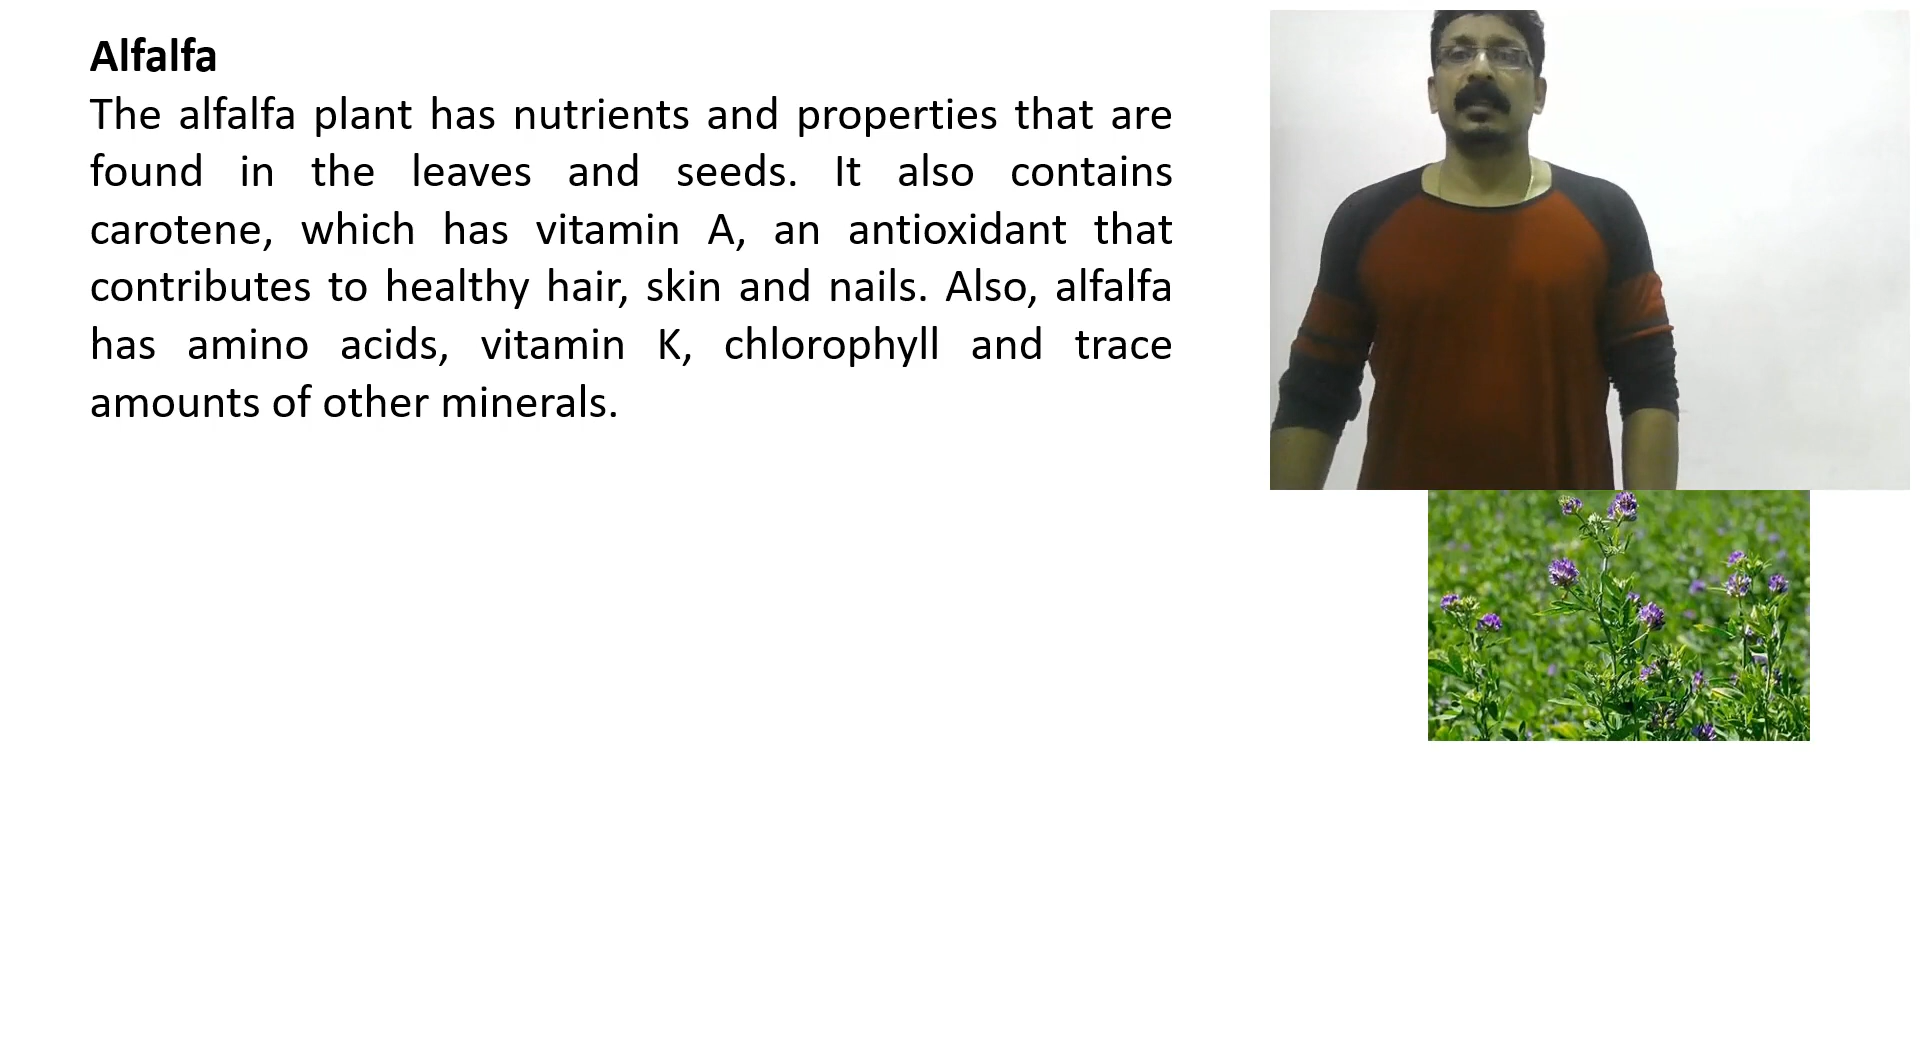 Alfalfa
The alfalfa plant has nutrients and properties that are
found in the leaves and seeds. It also contains
carotene, which has vitamin A, an antioxidant that
contributes to healthy hair, skin and nails. Also, alfalfa
has amino acids, vitamin K, chlorophyll and trace
amounts of other minerals.